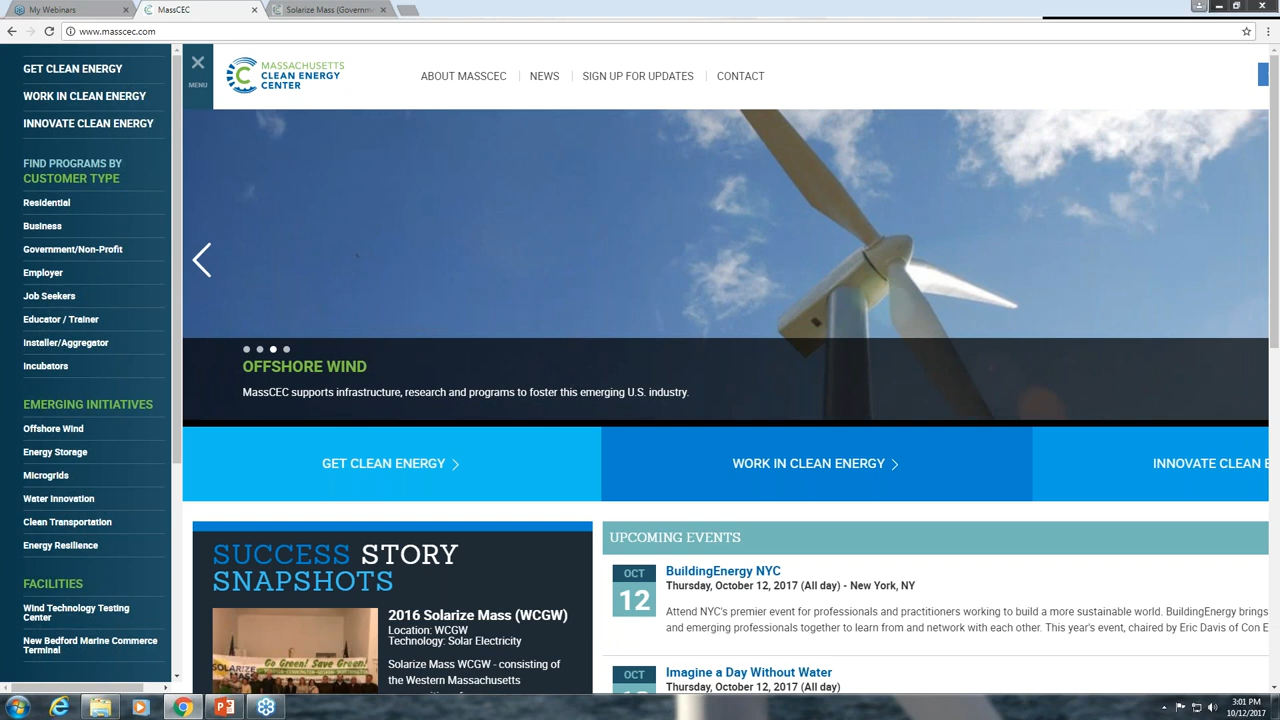 My Webinars
MassCEC
Solarize Mass (Governm
www.masscec.com
GET CLEAN ENERGY
WORK IN CLEAN ENERGY
INNOVATE CLEAN ENERGY
FIND PROGRAMS BY
CUSTOMER TYPE
Residential
Business
Government/Non-Profit
Employer
Job Seekers
Educator / Trainer
Installer/Aggregator
Incubators
EMERGING INITIATIVES
Offshore Wind
Energy Storage
Microgrids
Water Innovation
Clean Transportation
Energy Resilience
FACILITIES
Wind Technology Testing
Center
New Bedford Marine Commerce
Terminal
MENU
MASSACHUSETTS
CLEAN ENERGY
CENTER
ABOUT MASSCEC
NEWS
SIGN UP FOR UPDATES
CONTACT
OFFSHORE WIND
MassCEC supports infrastructure, research and programs to foster this emerging U.S. industry.
GET CLEAN ENERGY
WORK IN CLEAN ENERGY
INNOVATE CLEAN E
SUCCESS STORY
SNAPSHOTS
2016 Solarize Mass (WCGW)
Location: WCGW
Technology: Solar Electricity
Solarize Mass WCGW - consisting of
the Western Massachusetts
SOLARIZE MASS
Go Green! Save Green!
UPCOMING EVENTS
OCT
12
BuildingEnergy NYC
Thursday, October 12, 2017 (All day) - New York, NY
Attend NYC's premier event for professionals and practitioners working to build a more sustainable world. BuildingEnergy brings
and emerging professionals together to learn from and network with each other. This year's event, chaired by Eric Davis of Con E
OCT
Imagine a Day Without Water
Thursday, October 12, 2017 (All day)
3:01 PM
10/12/2017